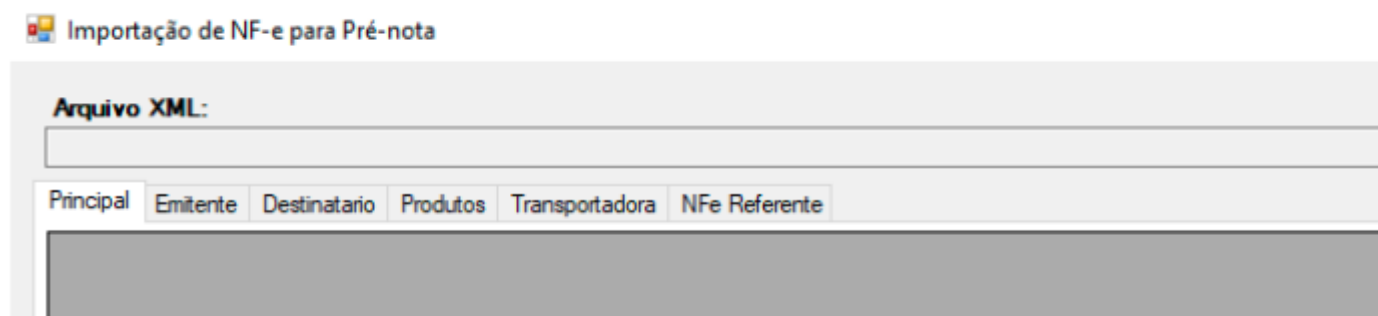 Importação de NF-e para Pré-nota
Arquivo XML:
Principal Emitente Destinatario Produtos Transportadora NFe Referente